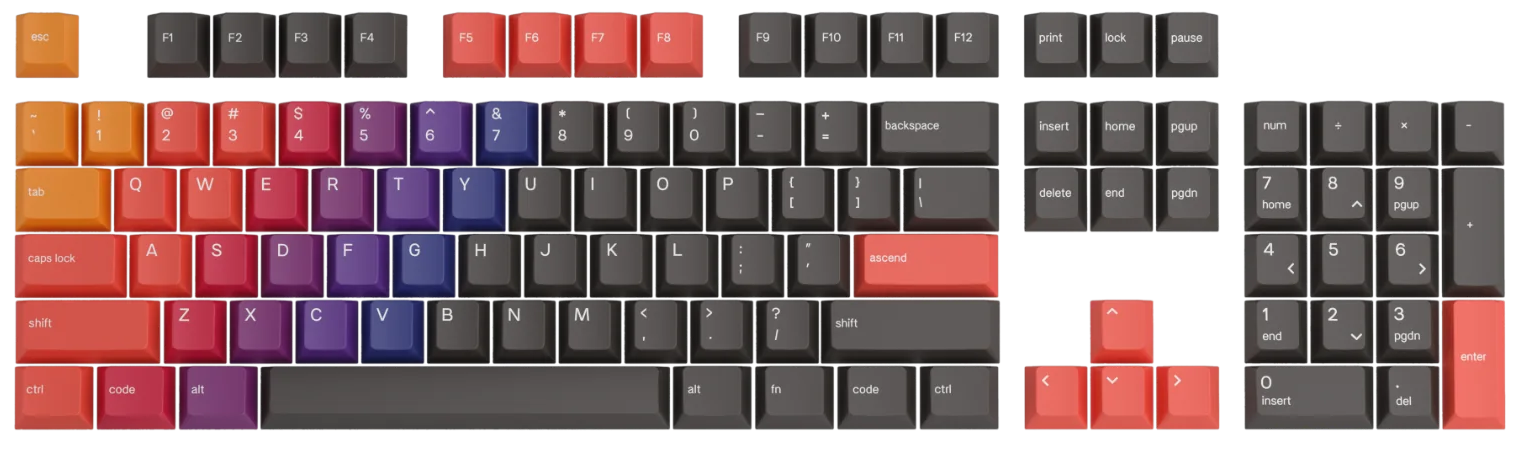 esc F1 F2 F3 F4 F5 F6 F7 F8 F9 F10 F11 F12 print lock pause
~ ! @ # $ % ^ & * ( ) – +
` 1 2 3 4 5 6 7 8 9 0 - = backspace insert home pgup num ÷ × -
tab Q W E R T Y U I O P { } | 7 8 9
[ ] \ delete end pgdn home ^ pgup
+
caps lock A S D F G H J K L : " ascend 4 5 6
; ' < >
shift Z X C V B N M < > ? shift ^ 1 2 3
, . / end ⌄ pgdn
enter
ctrl code alt alt fn code ctrl < ⌄ > 0 .
insert del